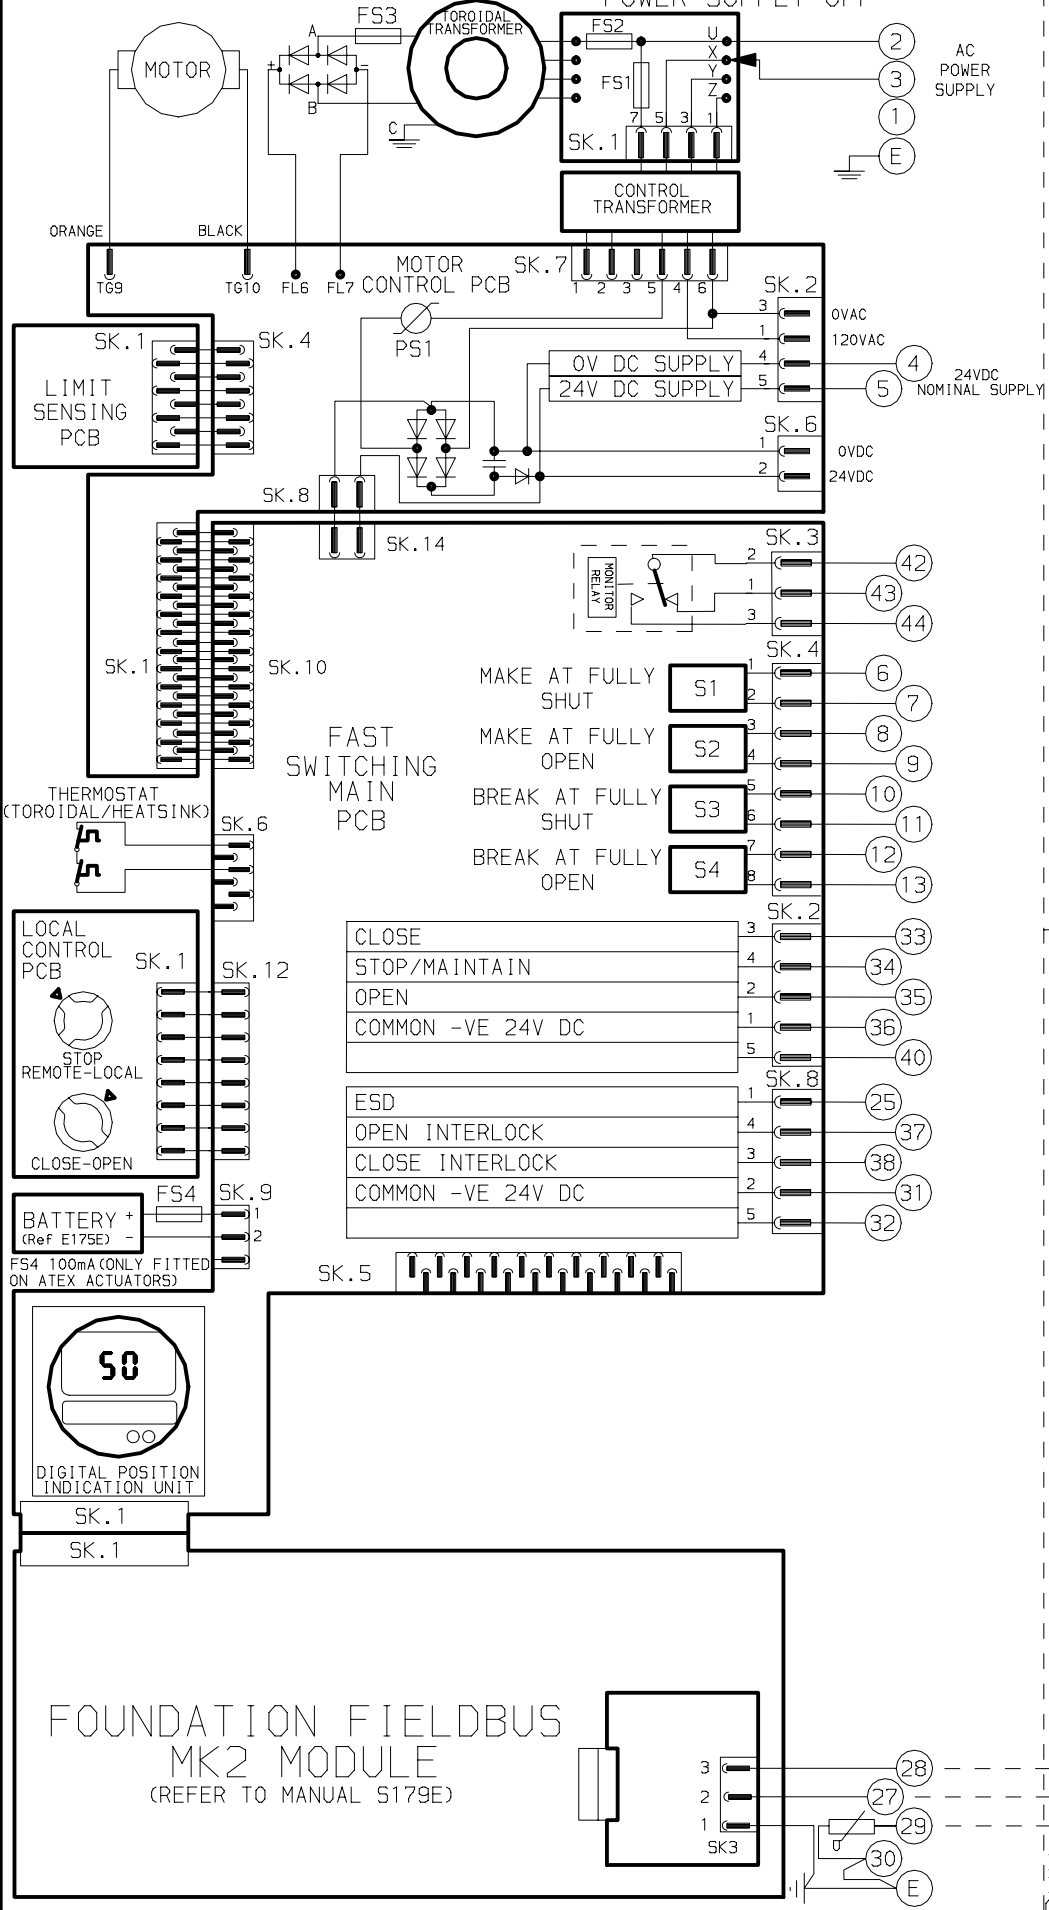 POWER SUPPLY OFF
FS3
TOROIDAL
TRANSFORMER
FS2
U
X
Y
Z
FS1
7 5 3 1
SK.1
2
3
1
E
AC
POWER
SUPPLY
MOTOR
A
+
-
B
C
CONTROL
TRANSFORMER
ORANGE
BLACK
TG9
TG10
FL6
FL7
MOTOR
CONTROL PCB
SK.7
1 2 3 5 4 6
PS1
SK.2
3
0VAC
1
120VAC
0V DC SUPPLY
4
4
24V DC SUPPLY
5
5
24VDC
NOMINAL SUPPLY
SK.6
1
0VDC
2
24VDC
SK.1
SK.4
LIMIT
SENSING
PCB
SK.8
SK.14
SK.3
MONITOR
RELAY
2
42
1
43
3
44
SK.1
SK.10
FAST
SWITCHING
MAIN
PCB
SK.4
MAKE AT FULLY
SHUT
S1
1
6
2
7
MAKE AT FULLY
OPEN
S2
3
8
4
9
BREAK AT FULLY
SHUT
S3
5
10
6
11
BREAK AT FULLY
OPEN
S4
7
12
8
13
THERMOSTAT
(TOROIDAL/HEATSINK)
SK.6
SK.2
CLOSE
3
33
STOP/MAINTAIN
4
34
OPEN
2
35
COMMON -VE 24V DC
1
36
5
40
LOCAL
CONTROL
PCB
SK.1
SK.12
STOP
REMOTE-LOCAL
CLOSE-OPEN
SK.8
ESD
1
25
OPEN INTERLOCK
4
37
CLOSE INTERLOCK
3
38
COMMON -VE 24V DC
2
31
5
32
BATTERY
(Ref E175E)
+
-
FS4
SK.9
1
2
FS4 100mA(ONLY FITTED
ON ATEX ACTUATORS)
SK.5
50
DIGITAL POSITION
INDICATION UNIT
SK.1
SK.1
FOUNDATION FIELDBUS
MK2 MODULE
(REFER TO MANUAL S179E)
3
2
1
SK3
28
27
29
U
30
E